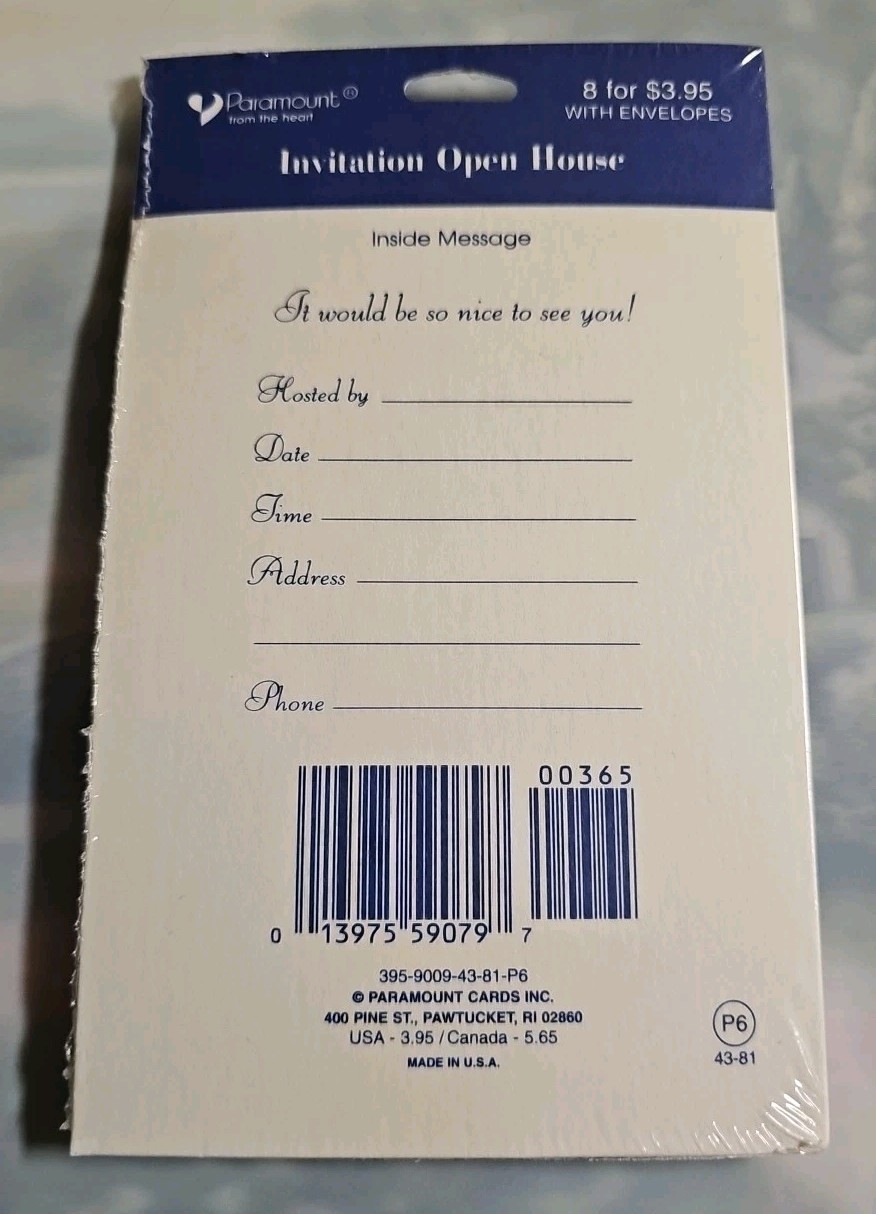 Paramount®
from the heart
8 for $3.95
WITH ENVELOPES
Invitation Open House
Inside Message
It would be so nice to see you!
Hosted by
Date
Time
Address
Phone
00365
0 13975 59079 7
395-9009-43-81-P6
© PARAMOUNT CARDS INC.
400 PINE ST., PAWTUCKET, RI 02860
USA - 3.95 / Canada - 5.65
MADE IN U.S.A.
P6
43-81